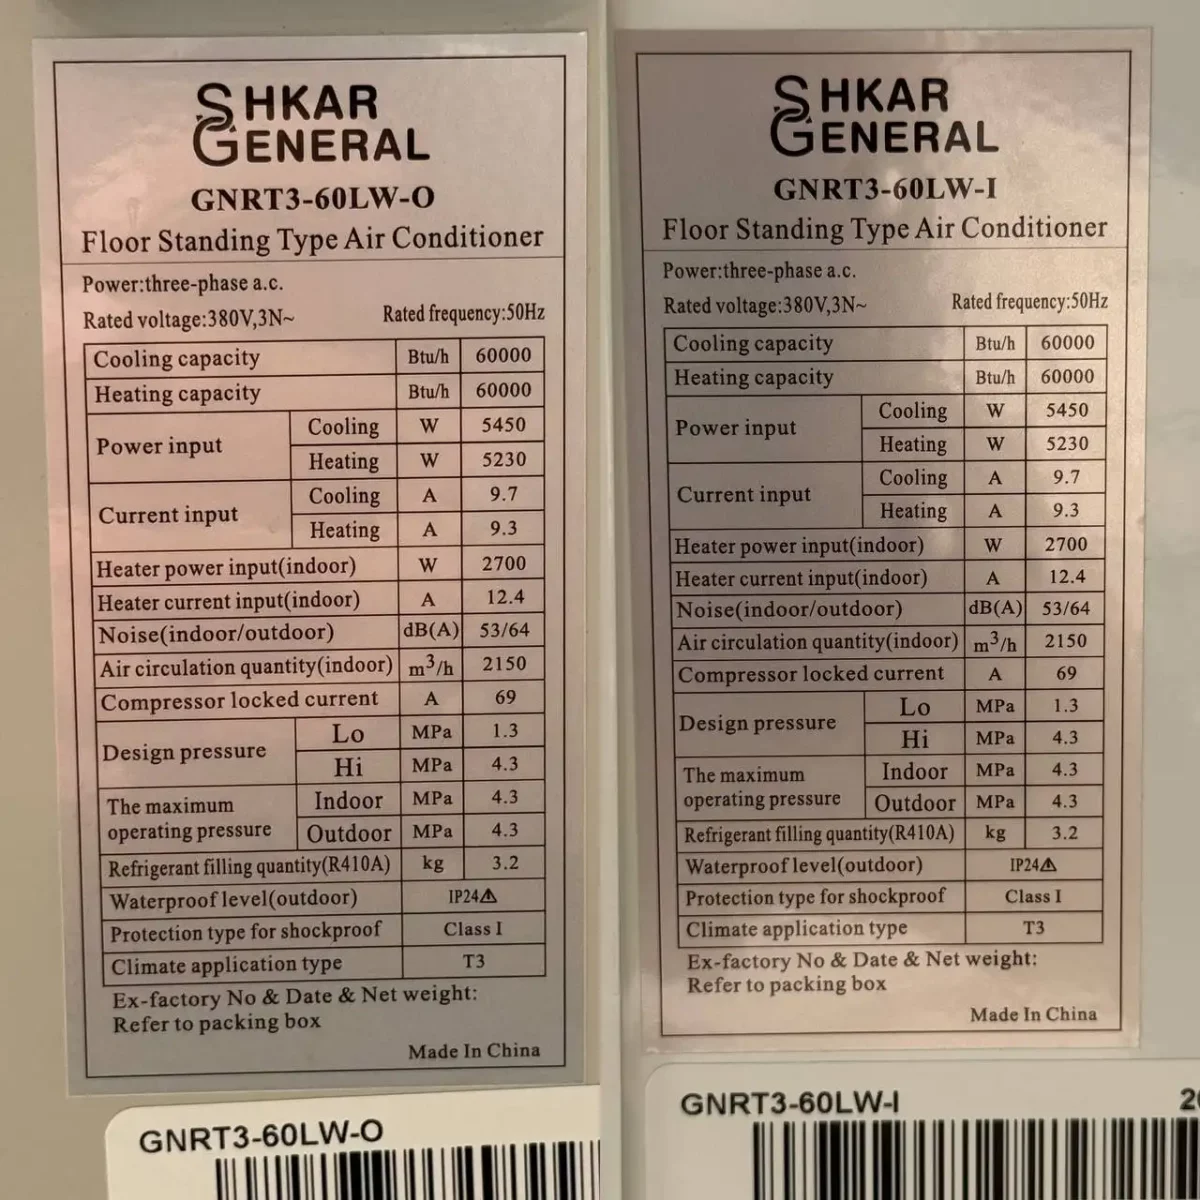 SHKAR
GENERAL
GNRT3-60LW-O
Floor Standing Type Air Conditioner
Power:three-phase a.c.
Rated voltage:380V,3N~ Rated frequency:50Hz
Cooling capacity Btu/h 60000
Heating capacity Btu/h 60000
Power input Cooling W 5450
Heating W 5230
Current input Cooling A 9.7
Heating A 9.3
Heater power input(indoor) W 2700
Heater current input(indoor) A 12.4
Noise(indoor/outdoor) dB(A) 53/64
Air circulation quantity(indoor) m³/h 2150
Compressor locked current A 69
Design pressure Lo MPa 1.3
Hi MPa 4.3
The maximum Indoor MPa 4.3
operating pressure Outdoor MPa 4.3
Refrigerant filling quantity(R410A) kg 3.2
Waterproof level(outdoor) IP24
Protection type for shockproof Class I
Climate application type T3
Ex-factory No & Date & Net weight:
Refer to packing box
Made In China
GNRT3-60LW-O
SHKAR
GENERAL
GNRT3-60LW-I
Floor Standing Type Air Conditioner
Power:three-phase a.c.
Rated voltage:380V,3N~ Rated frequency:50Hz
Cooling capacity Btu/h 60000
Heating capacity Btu/h 60000
Power input Cooling W 5450
Heating W 5230
Current input Cooling A 9.7
Heating A 9.3
Heater power input(indoor) W 2700
Heater current input(indoor) A 12.4
Noise(indoor/outdoor) dB(A) 53/64
Air circulation quantity(indoor) m³/h 2150
Compressor locked current A 69
Design pressure Lo MPa 1.3
Hi MPa 4.3
The maximum Indoor MPa 4.3
operating pressure Outdoor MPa 4.3
Refrigerant filling quantity(R410A) kg 3.2
Waterproof level(outdoor) IP24
Protection type for shockproof Class I
Climate application type T3
Ex-factory No & Date & Net weight:
Refer to packing box
Made In China
GNRT3-60LW-I